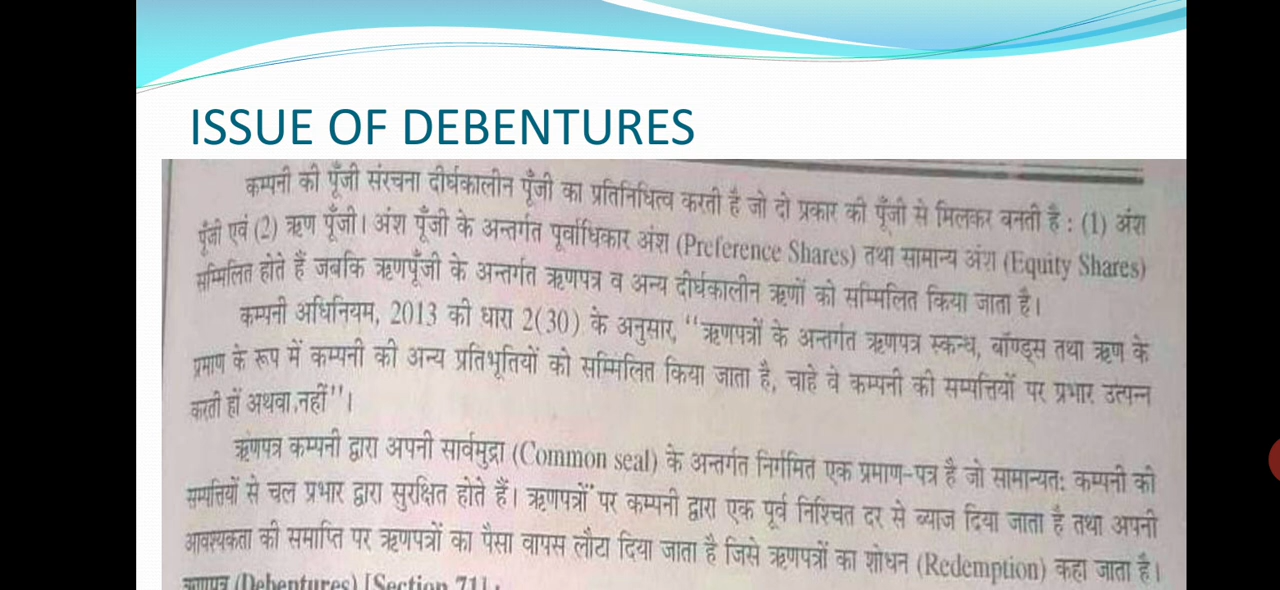 ISSUE OF DEBENTURES
कम्पनी की पूँजी संरचना दीर्घकालीन पूँजी का प्रतिनिधित्व करती है जो दो प्रकार की पूँजी से मिलकर बनती है : (1) अंश
पूँजी एवं (2) ऋण पूँजी। अंश पूँजी के अन्तर्गत पूर्वाधिकार अंश (Preference Shares) तथा सामान्य अंश (Equity Shares)
सम्मिलित होते हैं जबकि ऋणपूँजी के अन्तर्गत ऋणपत्र व अन्य दीर्घकालीन ऋणों को सम्मिलित किया जाता है।
कम्पनी अधिनियम, 2013 की धारा 2(30) के अनुसार, “ऋणपत्रों के अन्तर्गत ऋणपत्र स्कन्ध, बॉण्ड्स तथा ऋण के
प्रमाण के रूप में कम्पनी की अन्य प्रतिभूतियों को सम्मिलित किया जाता है, चाहे वे कम्पनी की सम्पत्तियों पर प्रभार उत्पन्न
करती हों अथवा नहीं”।
ऋणपत्र कम्पनी द्वारा अपनी सार्वमुद्रा (Common seal) के अन्तर्गत निर्गमित एक प्रमाण-पत्र है जो सामान्यतः कम्पनी की
सम्पत्तियों से चल प्रभार द्वारा सुरक्षित होते हैं। ऋणपत्रों पर कम्पनी द्वारा एक पूर्व निश्चित दर से ब्याज दिया जाता है तथा अपनी
आवश्यकता की समाप्ति पर ऋणपत्रों का पैसा वापस लौटा दिया जाता है जिसे ऋणपत्रों का शोधन (Redemption) कहा जाता है।
ऋणपत्र (Debentures) [Section 71] :